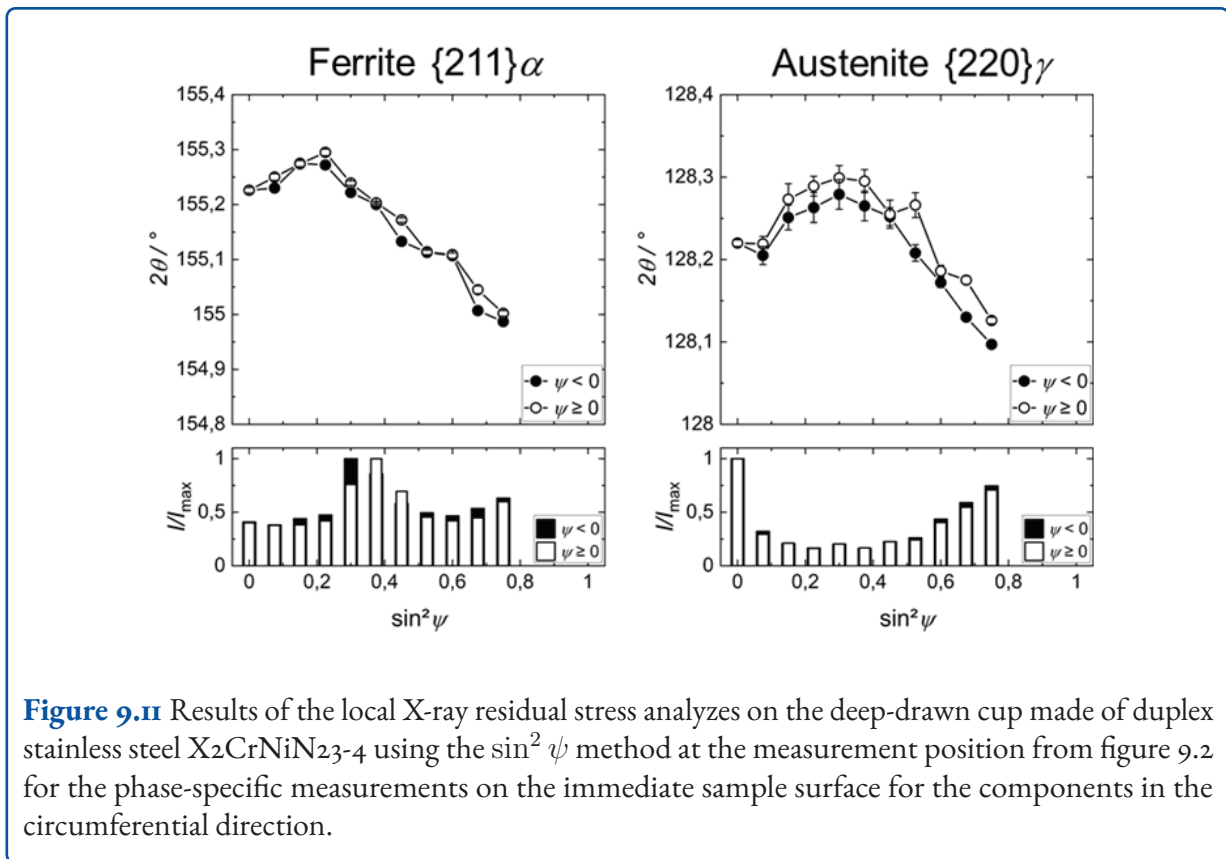 Ferrite {211}α
155,4
155,3
155,2
155,1
155
154,9
154,8
2θ / °
ψ < 0
ψ ≥ 0
1
0,5
0
I/Imax
ψ < 0
ψ ≥ 0
0 0,2 0,4 0,6 0,8 1
sin² ψ
Austenite {220}γ
128,4
128,3
128,2
128,1
128
2θ / °
ψ < 0
ψ ≥ 0
1
0,5
0
I/Imax
ψ < 0
ψ ≥ 0
0 0,2 0,4 0,6 0,8 1
sin² ψ
Figure 9.11 Results of the local X-ray residual stress analyzes on the deep-drawn cup made of duplex
stainless steel X2CrNiN23-4 using the sin² ψ method at the measurement position from figure 9.2
for the phase-specific measurements on the immediate sample surface for the components in the
circumferential direction.